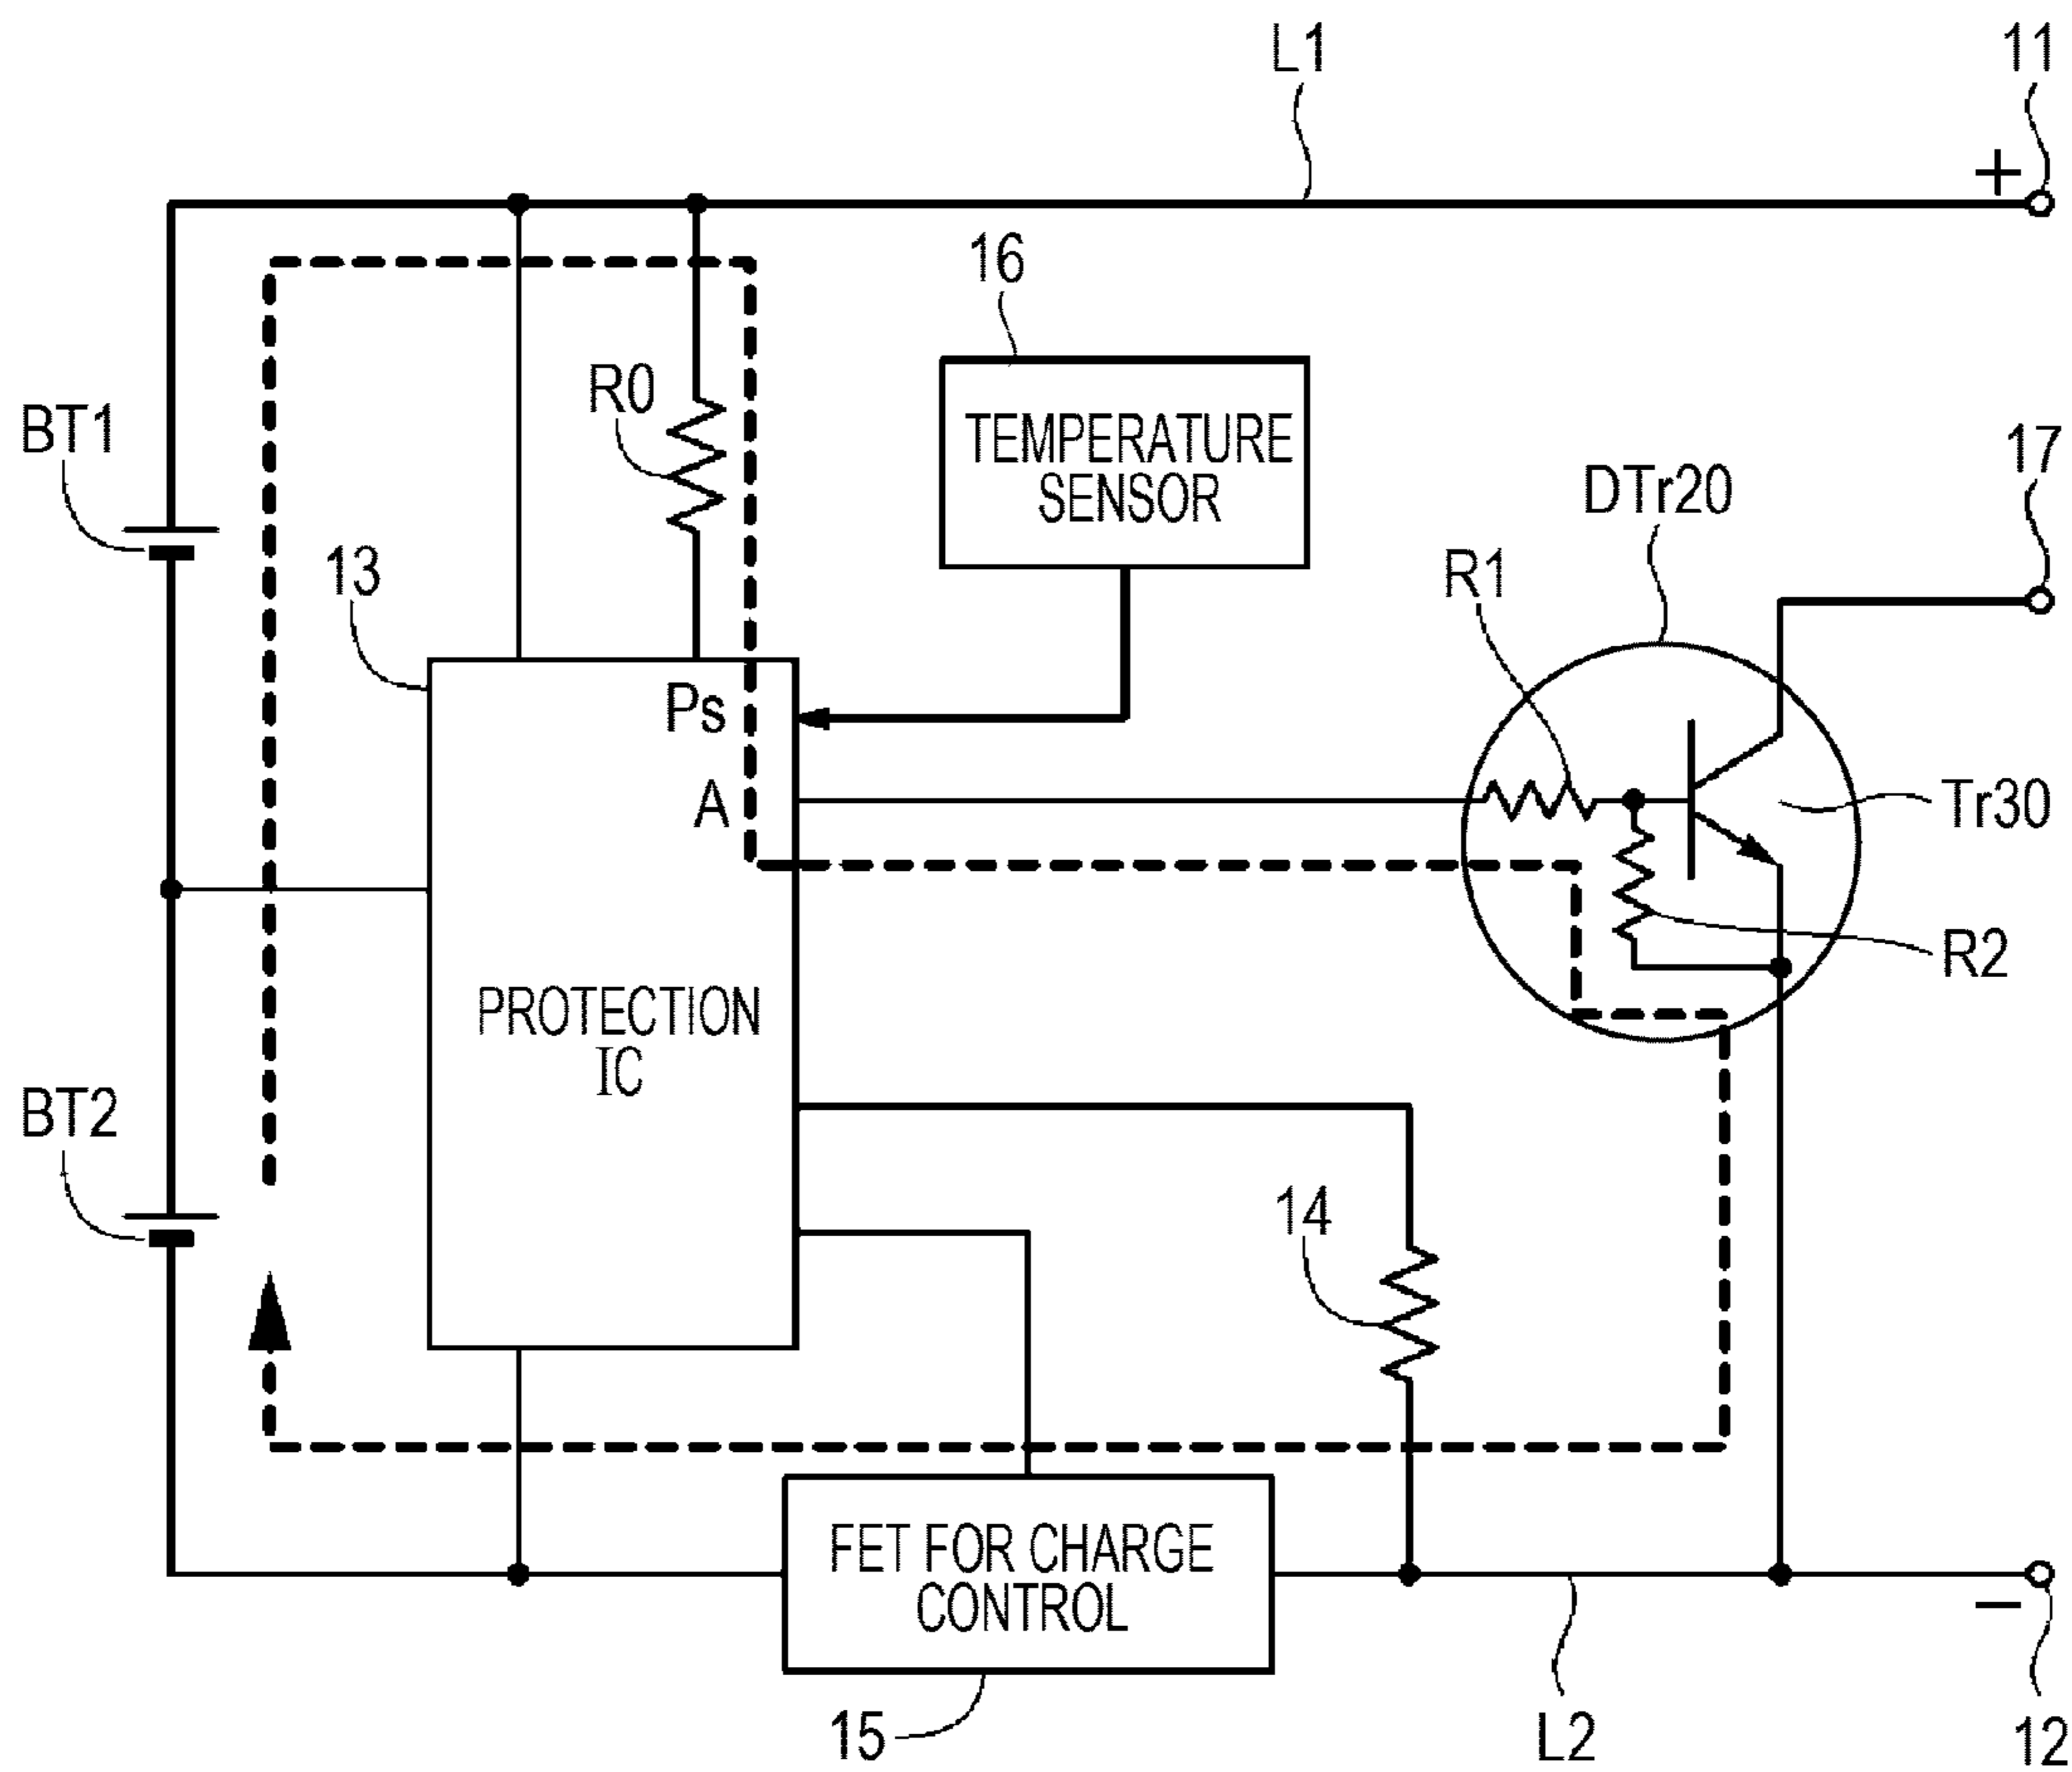 L1
11
+
16
R0
BT1
TEMPERATURE
SENSOR
17
DTr20
R1
13
Ps
A
Tr30
R2
PROTECTION
IC
BT2
14
FET FOR CHARGE
CONTROL
−
15
L2
12